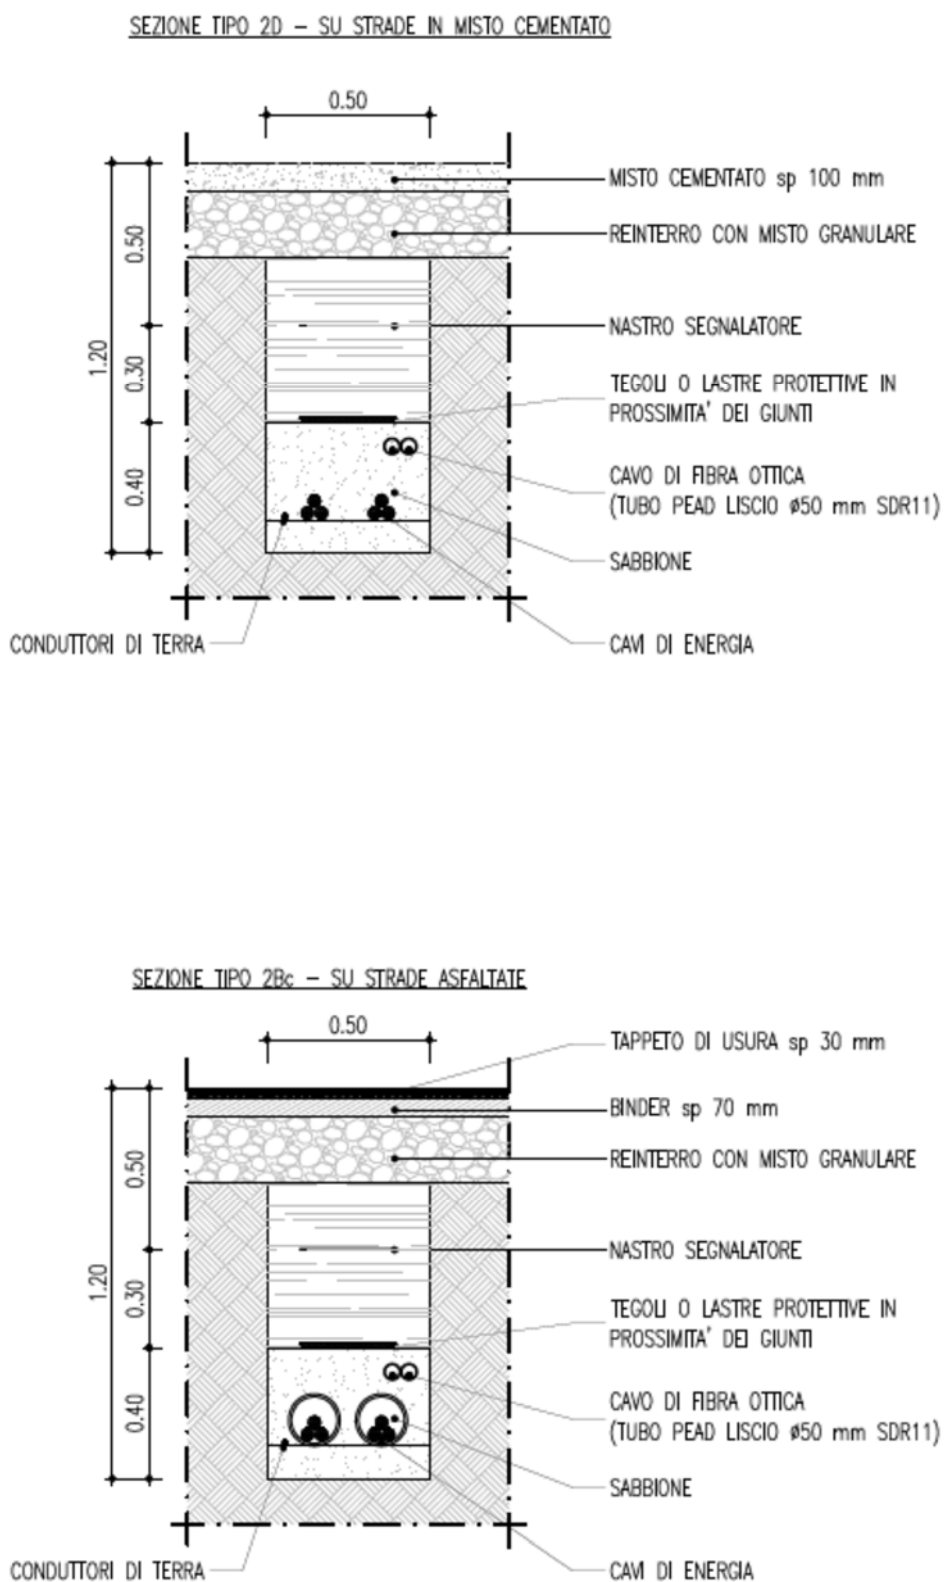 SEZIONE TIPO 2D – SU STRADE IN MISTO CEMENTATO
0.50
MISTO CEMENTATO sp 100 mm
REINTERRO CON MISTO GRANULARE
0.50
NASTRO SEGNALATORE
1.20
0.30
TEGOLI O LASTRE PROTETTIVE IN
PROSSIMITA' DEI GIUNTI
0.40
CAVO DI FIBRA OTTICA
(TUBO PEAD LISCIO ø50 mm SDR11)
SABBIONE
CONDUTTORI DI TERRA
CAVI DI ENERGIA
SEZIONE TIPO 2Bc – SU STRADE ASFALTATE
0.50
TAPPETO DI USURA sp 30 mm
BINDER sp 70 mm
REINTERRO CON MISTO GRANULARE
0.50
NASTRO SEGNALATORE
1.20
0.30
TEGOLI O LASTRE PROTETTIVE IN
PROSSIMITA' DEI GIUNTI
0.40
CAVO DI FIBRA OTTICA
(TUBO PEAD LISCIO ø50 mm SDR11)
SABBIONE
CONDUTTORI DI TERRA
CAVI DI ENERGIA